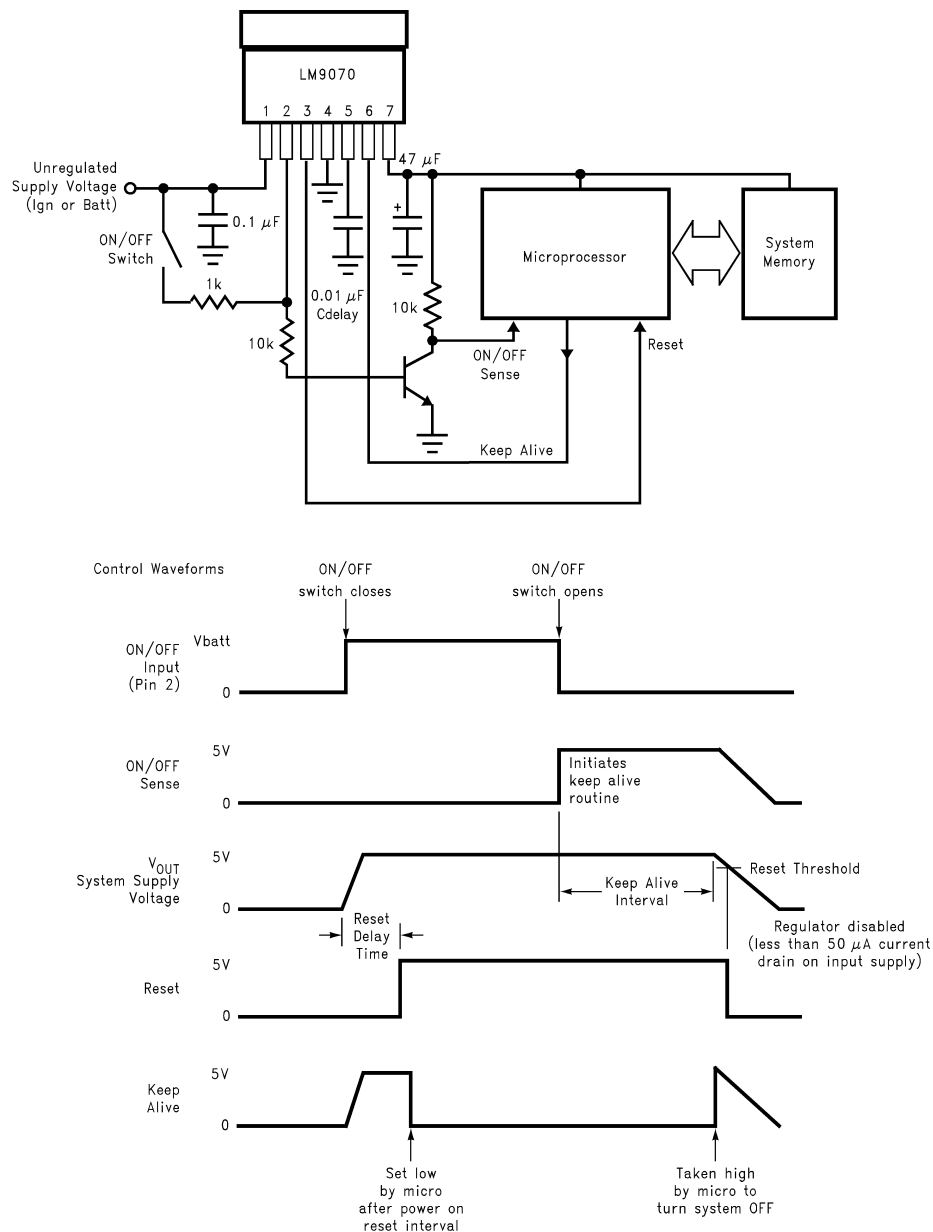 LM9070
1 2 3 4 5 6 7
47 μF
Unregulated
Supply Voltage
(Ign or Batt)
0.1 μF
ON/OFF
Switch
1k
10k
0.01 μF
Cdelay
10k
Microprocessor
System
Memory
ON/OFF
Sense
Reset
Keep Alive
Control Waveforms
ON/OFF
switch closes
ON/OFF
switch opens
ON/OFF
Input
(Pin 2)
Vbatt
0
ON/OFF
Sense
5V
0
Initiates
keep alive
routine
VOUT
System Supply
Voltage
5V
0
Keep Alive
Interval
Reset Threshold
Reset
Delay
Time
Regulator disabled
(less than 50 μA current
drain on input supply)
Reset
5V
0
Keep
Alive
5V
0
Set low
by micro
after power on
reset interval
Taken high
by micro to
turn system OFF